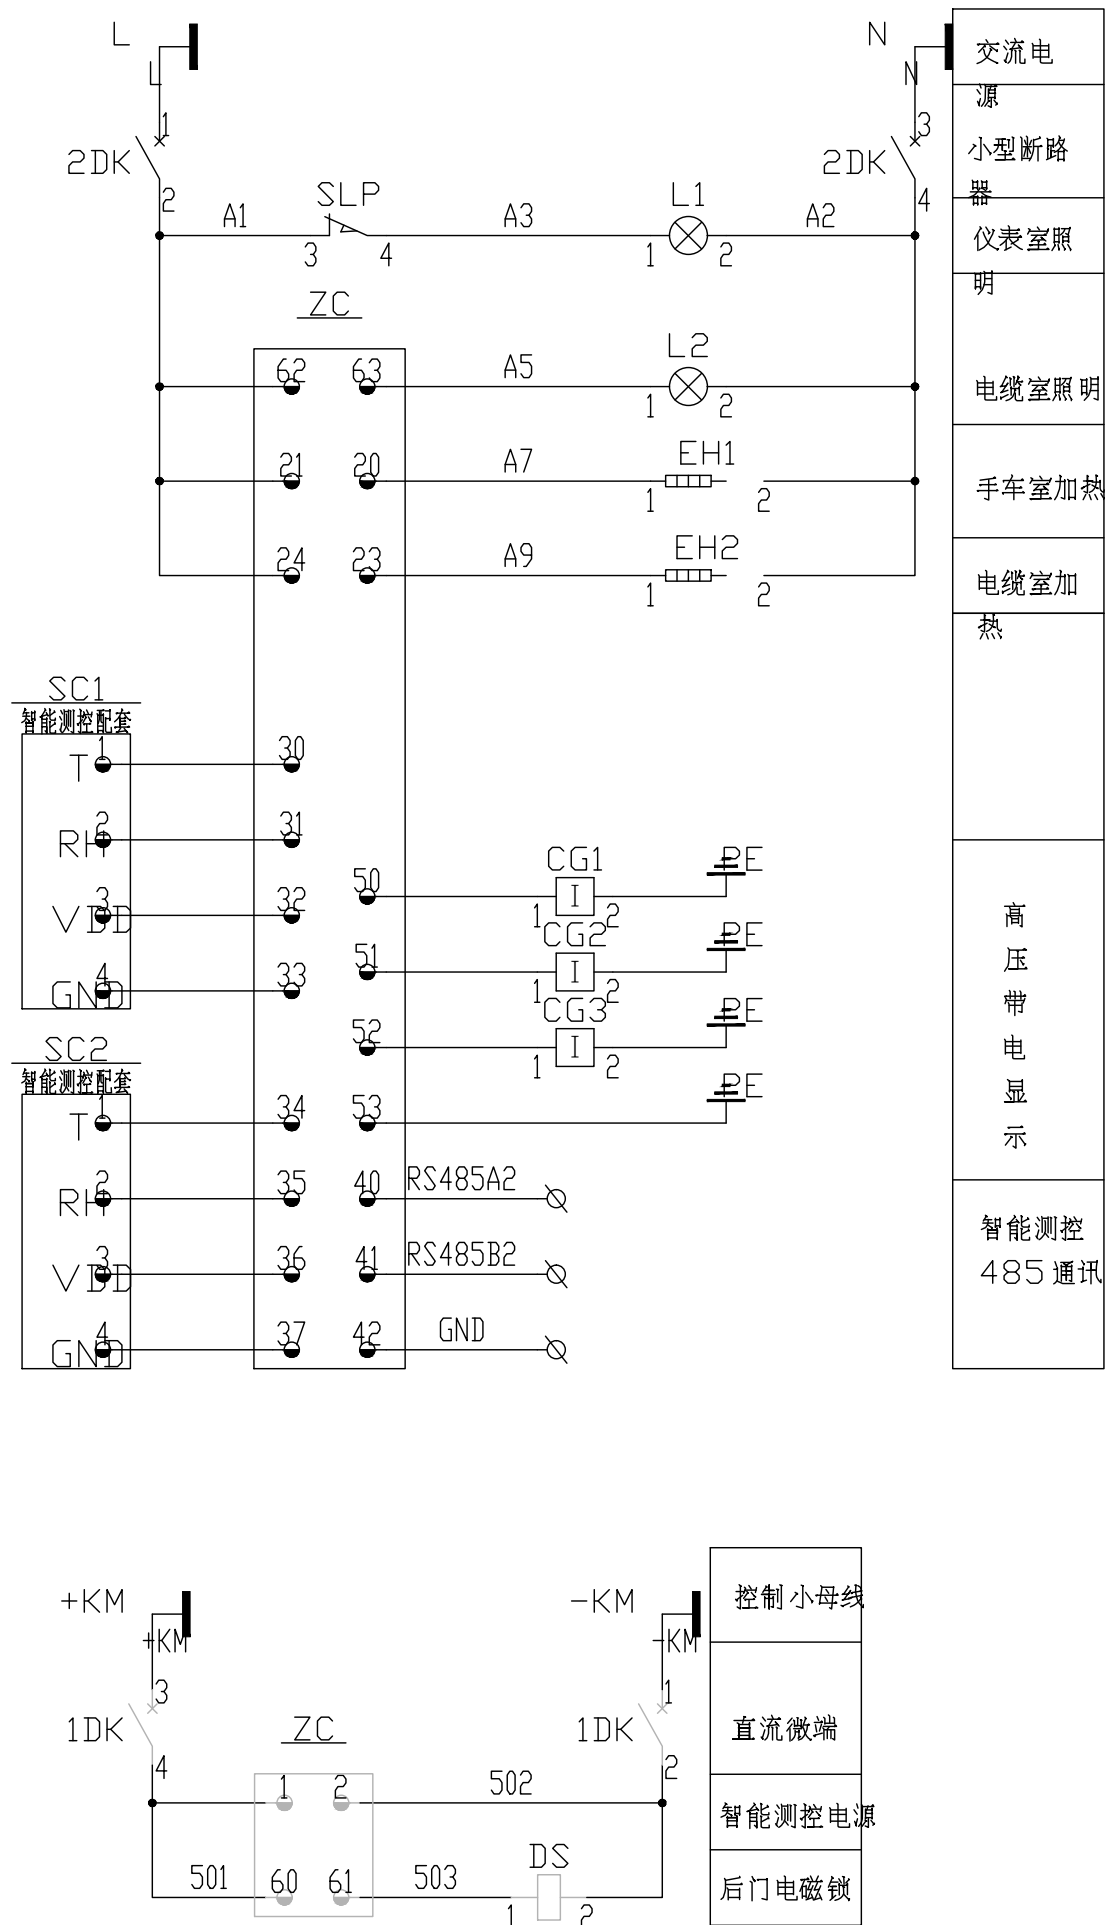 L
N
交流电
源
L
N
1
3
2DK
2DK
小型断路
器
2
4
A1
SLP
A3
L1
A2
3
4
1
2
仪表室照
明
ZC
62
63
A5
L2
1
2
电缆室照明
21
20
A7
EH1
1
2
手车室加热
24
23
A9
EH2
1
2
电缆室加
热
SC1
智能测控配套
1
T
30
2
RH
31
3
VDD
32
4
GND
33
50
CG1
1
2
PE
51
CG2
1
2
PE
52
CG3
1
2
PE
高
压
带
电
显
示
SC2
智能测控配套
1
T
34
53
PE
2
RH
35
40
RS485A2
3
VDD
36
41
RS485B2
4
GND
37
42
GND
智能测控
485通讯
+KM
-KM
控制小母线
+KM
-KM
3
1
1DK
1DK
直流微端
4
2
ZC
1
2
502
智能测控电源
501
60
61
503
DS
1
2
后门电磁锁